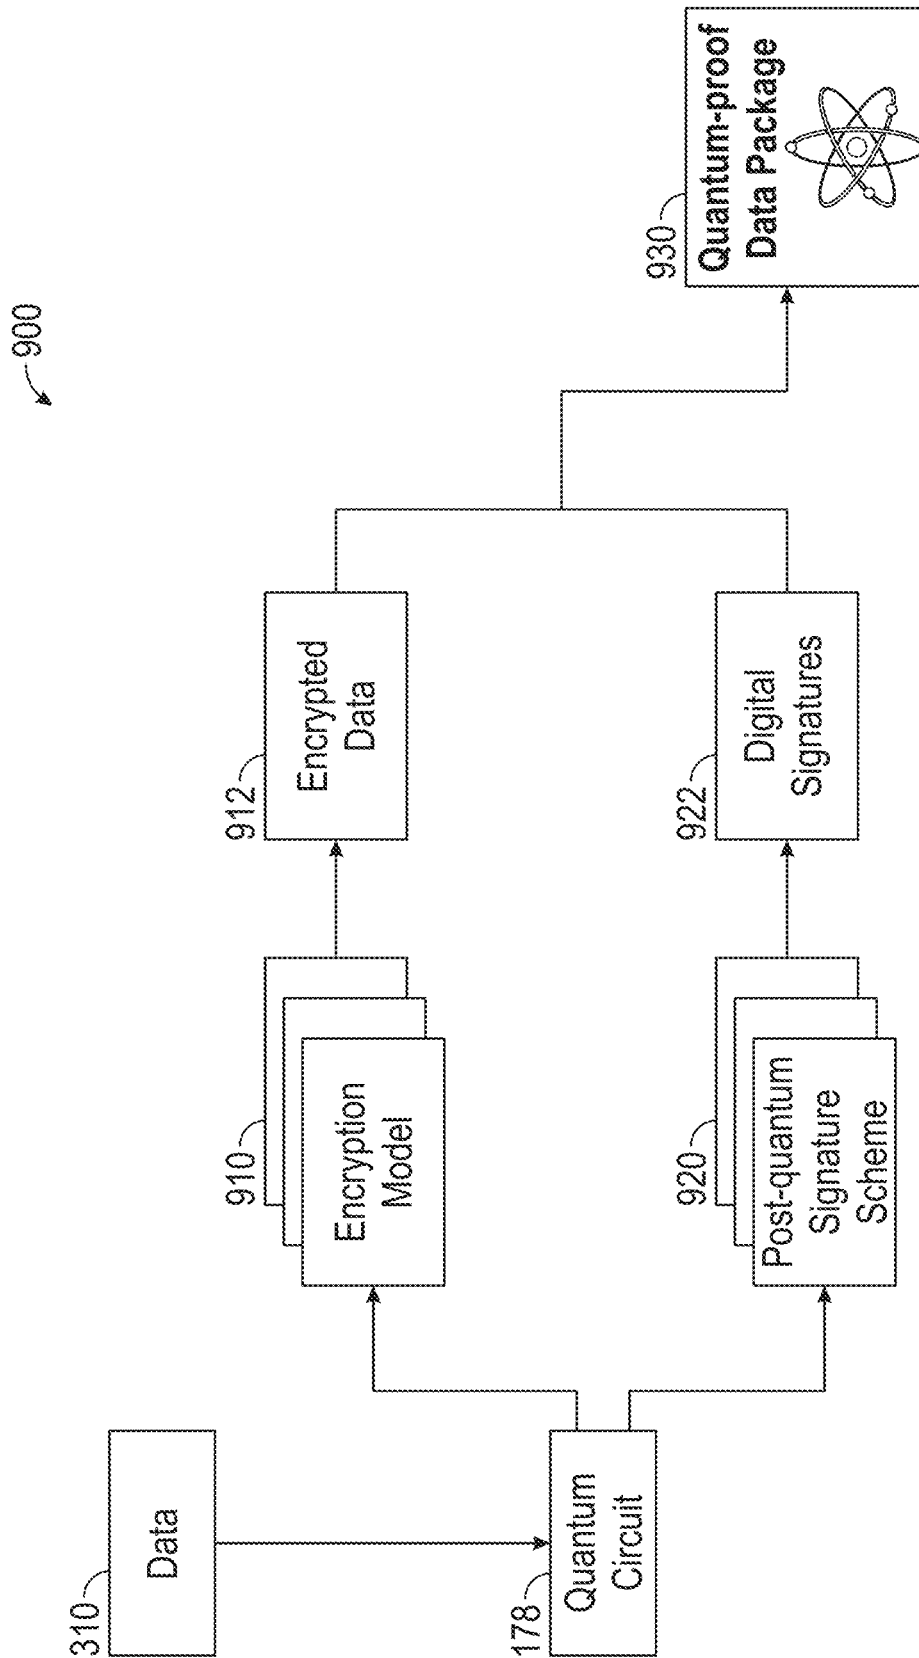 900
310
Data
178
Quantum
Circuit
910
Encryption
Model
912
Encrypted
Data
920
Post-quantum
Signature
Scheme
922
Digital
Signatures
930
Quantum-proof
Data Package